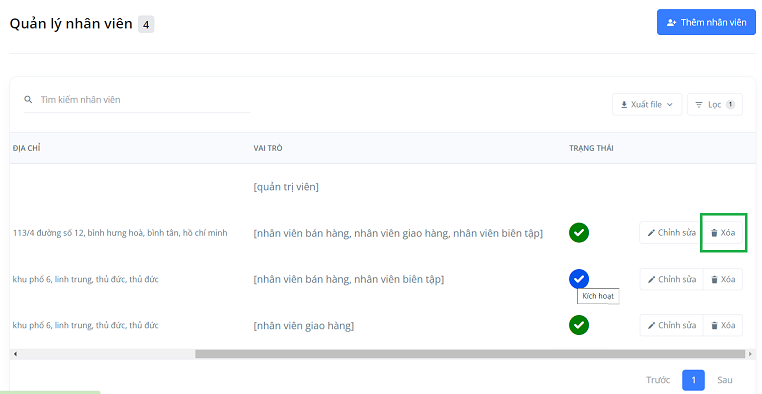 Quản lý nhân viên 4
Thêm nhân viên
Tìm kiếm nhân viên
Xuất file
Lọc 1
ĐỊA CHỈ VAI TRÒ TRẠNG THÁI
[quản trị viên]
113/4 đường số 12, bình hưng hoà, bình tân, hồ chí minh [nhân viên bán hàng, nhân viên giao hàng, nhân viên biên tập] Chỉnh sửa Xóa
khu phố 6, linh trung, thủ đức, thủ đức [nhân viên bán hàng, nhân viên biên tập] Chỉnh sửa Xóa
Kích hoạt
khu phố 6, linh trung, thủ đức, thủ đức [nhân viên giao hàng] Chỉnh sửa Xóa
Trước 1 Sau